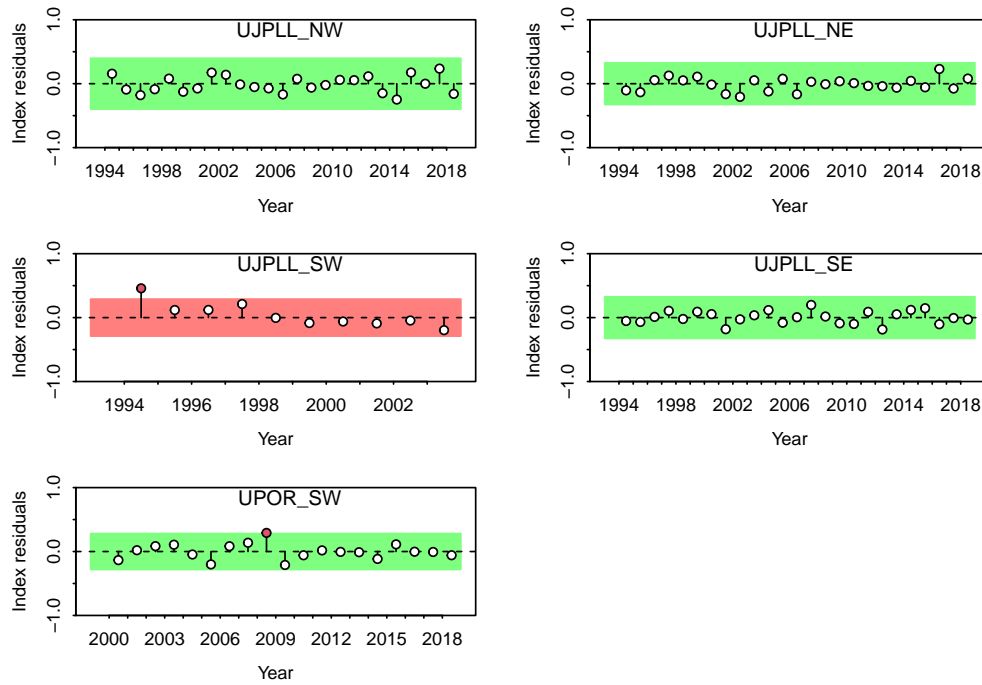 UJPLL_NW
Index residuals
1.0
0.0
−1.0
1994 1998 2002 2006 2010 2014 2018
Year
UJPLL_NE
Index residuals
1.0
0.0
−1.0
1994 1998 2002 2006 2010 2014 2018
Year
UJPLL_SW
Index residuals
1.0
0.0
−1.0
1994 1996 1998 2000 2002
Year
UJPLL_SE
Index residuals
1.0
0.0
−1.0
1994 1998 2002 2006 2010 2014 2018
Year
UPOR_SW
Index residuals
1.0
0.0
−1.0
2000 2003 2006 2009 2012 2015 2018
Year